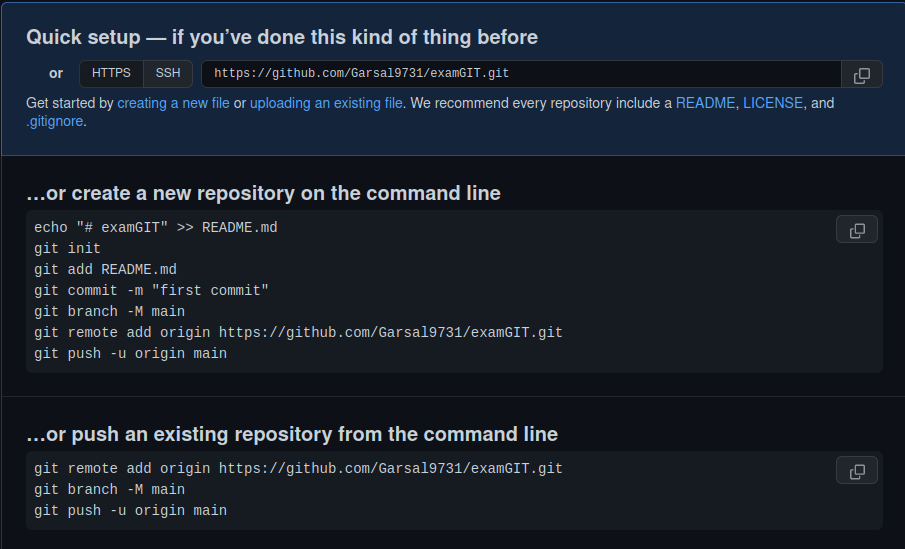 Quick setup — if you’ve done this kind of thing before
or HTTPS SSH https://github.com/Garsal9731/examGIT.git
Get started by creating a new file or uploading an existing file. We recommend every repository include a README, LICENSE, and
.gitignore.
…or create a new repository on the command line
echo "# examGIT" >> README.md
git init
git add README.md
git commit -m "first commit"
git branch -M main
git remote add origin https://github.com/Garsal9731/examGIT.git
git push -u origin main
…or push an existing repository from the command line
git remote add origin https://github.com/Garsal9731/examGIT.git
git branch -M main
git push -u origin main